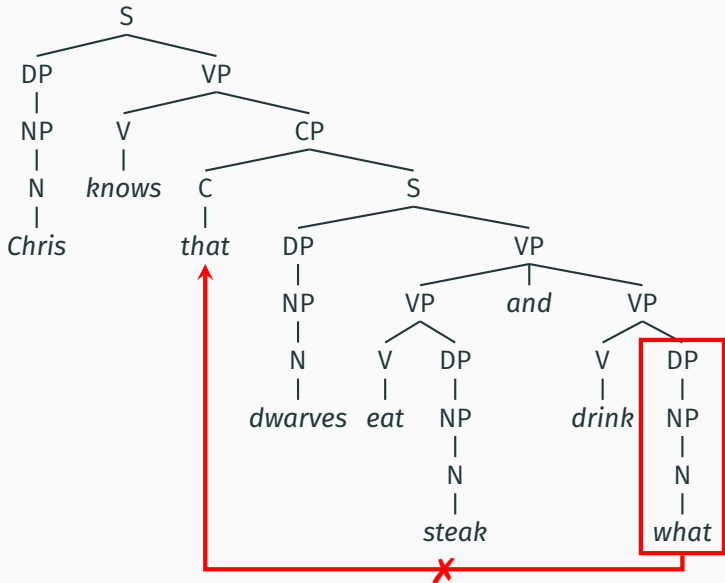 S
DP VP
NP V CP
N knows C S
Chris that DP VP
NP VP and VP
N V DP V DP
dwarves eat NP drink NP
N N
steak what
✗